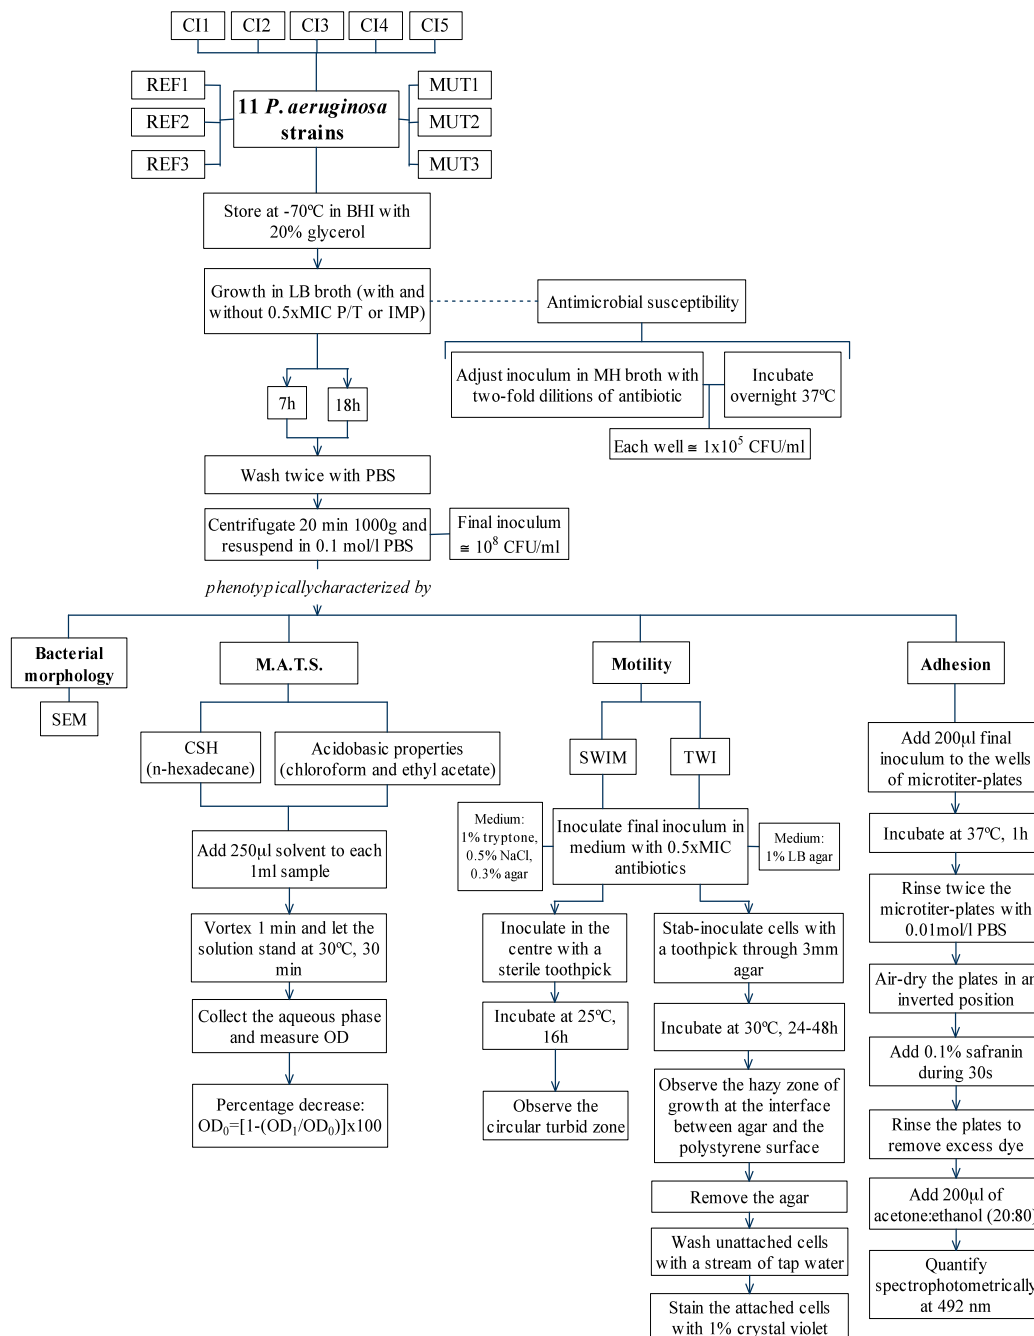 CI1
CI2
CI3
CI4
CI5
REF1
REF2
REF3
11 P. aeruginosa
strains
MUT1
MUT2
MUT3
Store at -70ºC in BHI with
20% glycerol
Growth in LB broth (with and
without 0.5xMIC P/T or IMP)
Antimicrobial susceptibility
Adjust inoculum in MH broth with
two-fold dilitions of antibiotic
Incubate
overnight 37ºC
Each well ≅ 1x10⁵ CFU/ml
7h
18h
Wash twice with PBS
Centrifugate 20 min 1000g and
resuspend in 0.1 mol/l PBS
Final inoculum
≅ 10⁸ CFU/ml
phenotypicallycharacterized by
Bacterial
morphology
SEM
M.A.T.S.
CSH
(n-hexadecane)
Acidobasic properties
(chloroform and ethyl acetate)
Add 250µl solvent to each
1ml sample
Vortex 1 min and let the
solution stand at 30ºC, 30
min
Collect the aqueous phase
and measure OD
Percentage decrease:
OD₀=[1-(OD₁/OD₀)]x100
Motility
SWIM
TWI
Medium:
1% tryptone,
0.5% NaCl,
0.3% agar
Inoculate final inoculum in
medium with 0.5xMIC
antibiotics
Medium:
1% LB agar
Inoculate in the
centre with a
sterile toothpick
Incubate at 25ºC,
16h
Observe the
circular turbid zone
Stab-inoculate cells with
a toothpick through 3mm
agar
Incubate at 30ºC, 24-48h
Observe the hazy zone of
growth at the interface
between agar and the
polystyrene surface
Remove the agar
Wash unattached cells
with a stream of tap water
Stain the attached cells
with 1% crystal violet
Adhesion
Add 200µl final
inoculum to the wells
of microtiter-plates
Incubate at 37ºC, 1h
Rinse twice the
microtiter-plates with
0.01mol/l PBS
Air-dry the plates in an
inverted position
Add 0.1% safranin
during 30s
Rinse the plates to
remove excess dye
Add 200µl of
acetone:ethanol (20:80)
Quantify
spectrophotometrically
at 492 nm